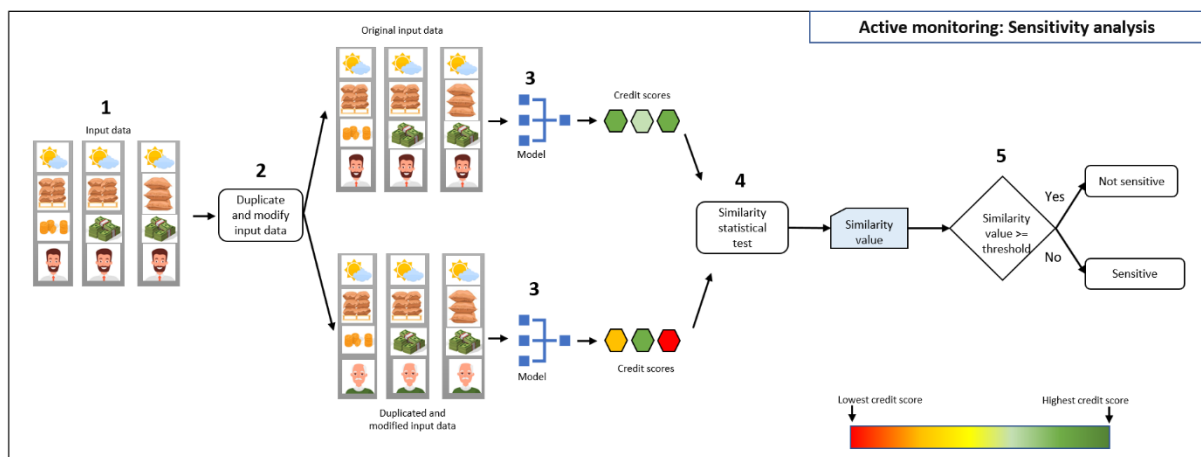 Active monitoring: Sensitivity analysis
Original input data
1
Input data
2
Duplicate
and modify
input data
3
Model
Credit scores
3
Model
Credit scores
Duplicated and
modified input data
4
Similarity
statistical
test
Similarity
value
5
Similarity
value >=
threshold
Yes
No
Not sensitive
Sensitive
Lowest credit score
Highest credit score